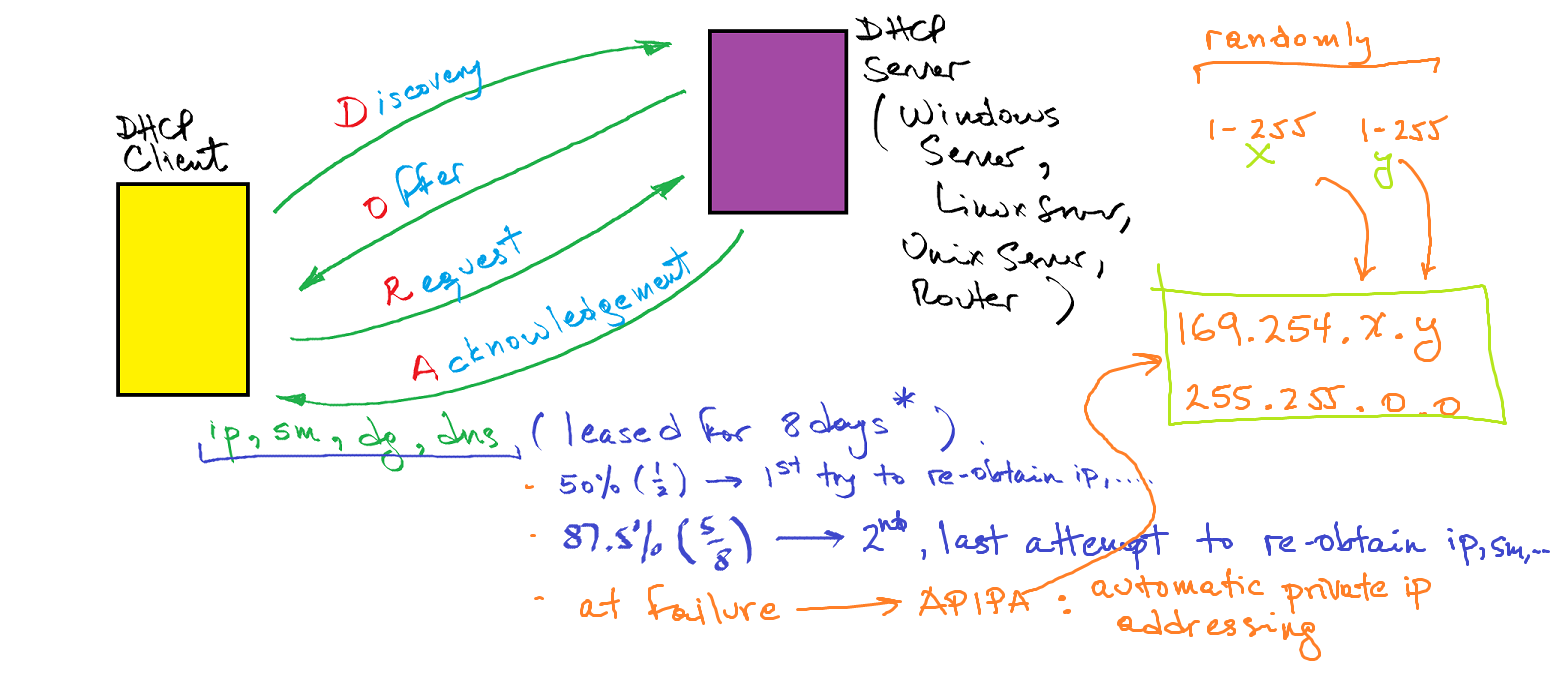 DHCP
Client
Discovery
Offer
Request
Acknowledgement
DHCP
Server
(Windows
Server,
Linux Server,
Unix Server,
Router)
randomly
1-255 1-255
x y
169.254.x.y
255.255.0.0
ip, sm, dg, dns, (leased for 8 days*).
- 50% (1/2) → 1st try to re-obtain ip,....
- 87.5% (5/8) → 2nd, last attempt to re-obtain ip, sm,...
- at failure → APIPA : automatic private ip
addressing